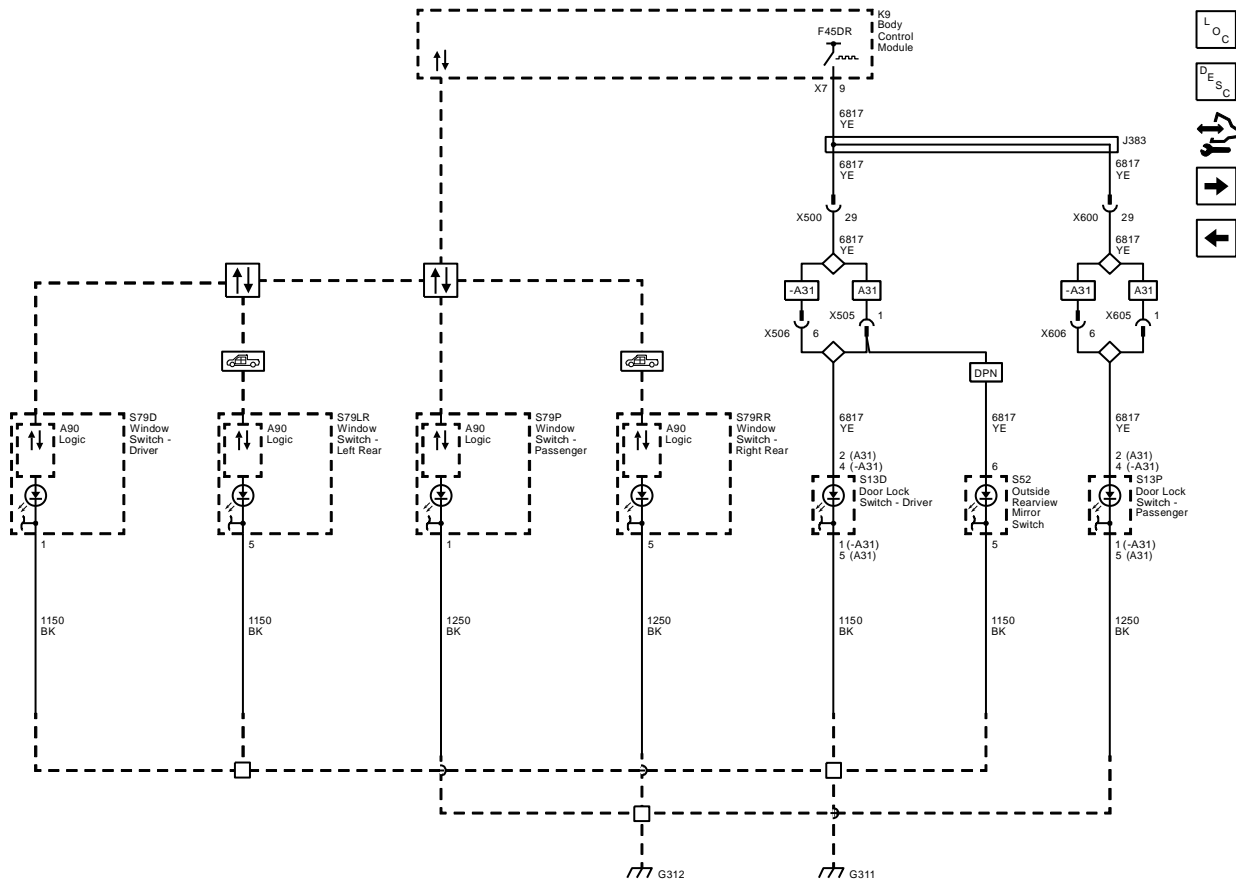 K9
Body
Control
Module
F45DR
X7 9
6817
YE
J383
6817
YE
6817
YE
X500 29
X600 29
6817
YE
6817
YE
-A31
A31
-A31
A31
X505 1
X506 6
X605 1
X606 6
DPN
S79D
Window
Switch -
Driver
A90
Logic
S79LR
Window
Switch -
Left Rear
A90
Logic
S79P
Window
Switch -
Passenger
A90
Logic
S79RR
Window
Switch -
Right Rear
A90
Logic
6817
YE
6817
YE
6817
YE
2 (A31)
4 (-A31)
6
2 (A31)
4 (-A31)
S13D
Door Lock
Switch - Driver
S52
Outside
Rearview
Mirror
Switch
S13P
Door Lock
Switch -
Passenger
1
5
1
5
1 (-A31)
5 (A31)
5
1 (-A31)
5 (A31)
1150
BK
1150
BK
1250
BK
1250
BK
1150
BK
1150
BK
1250
BK
G312
G311
LOC
DESC